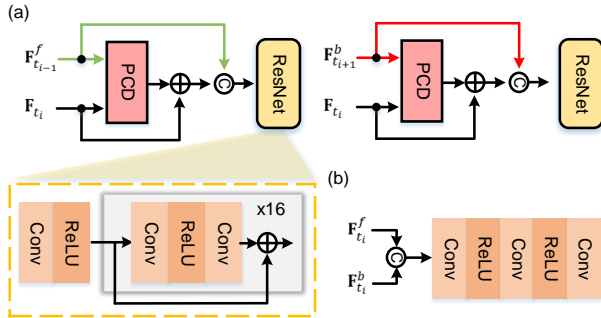 (a)
F^f_{t_{i-1}}
PCD
C
ResNet
F_{t_i}
F^b_{t_{i+1}}
PCD
C
ResNet
F_{t_i}
x16
Conv
ReLU
Conv
ReLU
Conv
(b)
F^f_{t_i}
C
F^b_{t_i}
Conv
ReLU
Conv
ReLU
Conv